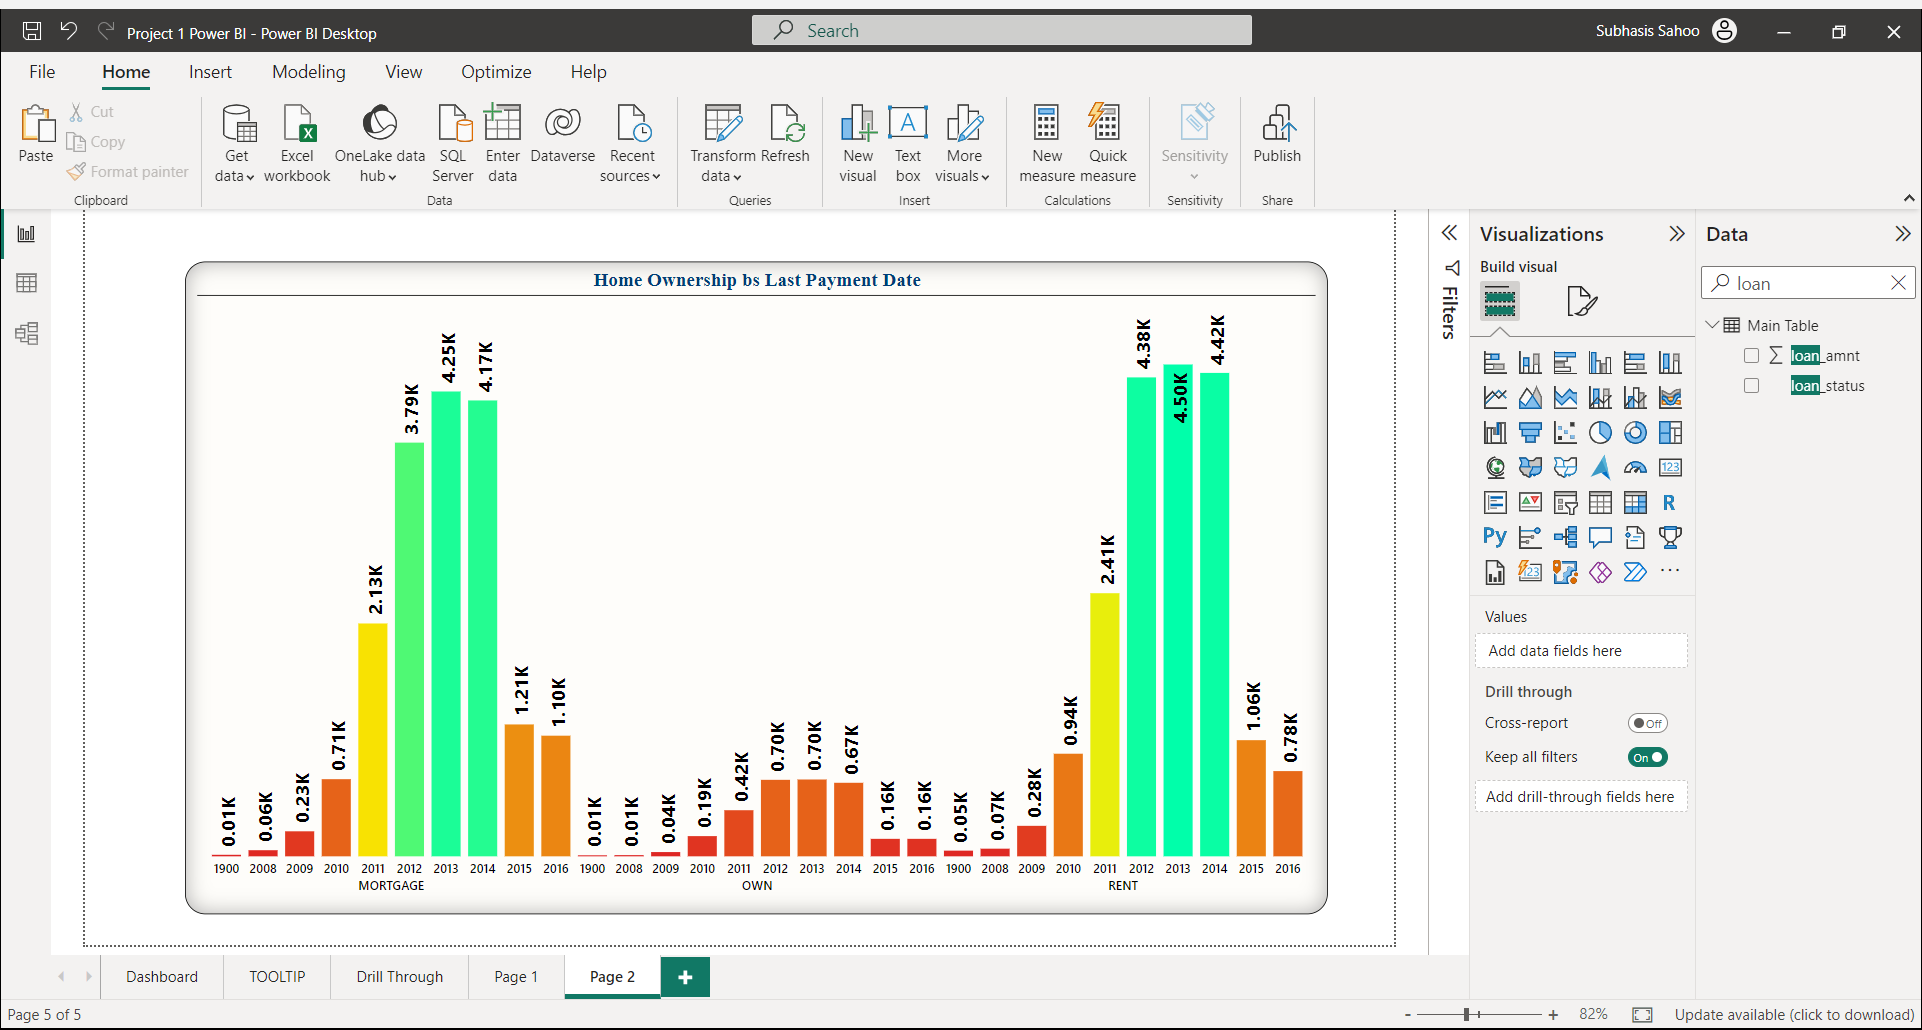 Project 1 Power BI - Power BI Desktop
Search
Subhasis Sahoo
File Home Insert Modeling View Optimize Help
Paste
Cut
Copy
Format painter
Clipboard
Get data
Excel workbook
OneLake data hub
SQL Server
Enter data
Dataverse
Recent sources
Data
Transform data
Refresh
Queries
New visual
Text box
More visuals
Insert
New measure
Quick measure
Calculations
Sensitivity
Sensitivity
Publish
Share
Home Ownership bs Last Payment Date
0.01K 0.06K 0.23K 0.71K 2.13K 3.79K 4.25K 4.17K 1.21K 1.10K 0.01K 0.01K 0.04K 0.19K 0.42K 0.70K 0.70K 0.67K 0.16K 0.16K 0.05K 0.07K 0.28K 0.94K 2.41K 4.38K 4.50K 4.42K 1.06K 0.78K
1900 2008 2009 2010 2011 2012 2013 2014 2015 2016 1900 2008 2009 2010 2011 2012 2013 2014 2015 2016 1900 2008 2009 2010 2011 2012 2013 2014 2015 2016
MORTGAGE OWN RENT
Filters
Visualizations
Build visual
123
R
Py
123
Values
Add data fields here
Drill through
Cross-report
Off
Keep all filters
On
Add drill-through fields here
Data
loan
Main Table
loan_amnt
loan_status
Dashboard TOOLTIP Drill Through Page 1 Page 2
Page 5 of 5
- + 82%
Update available (click to download)